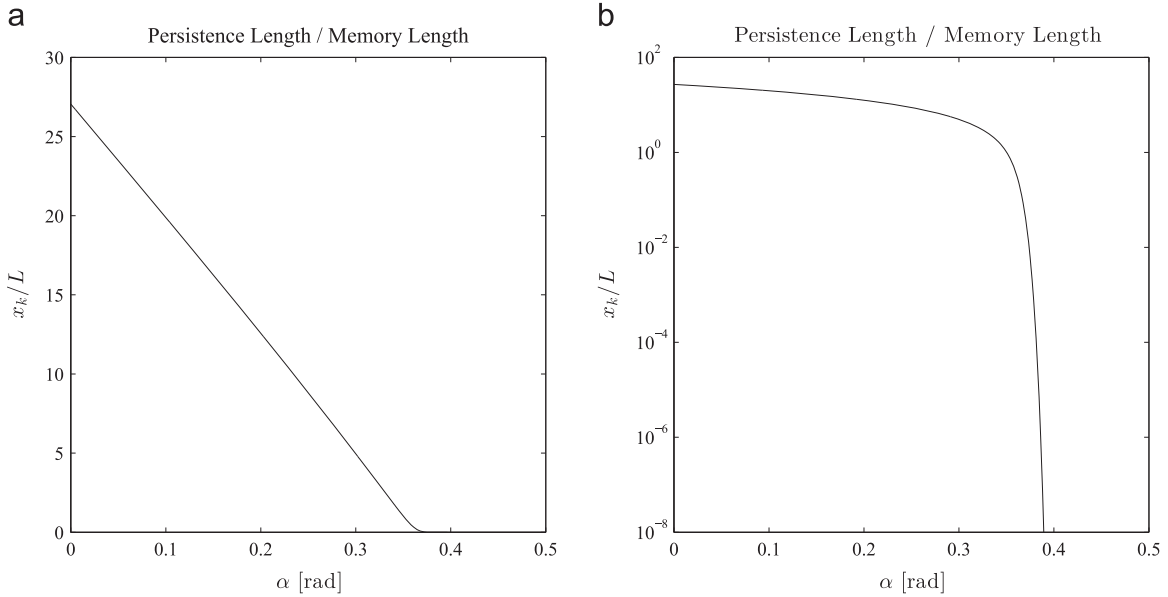 a
Persistence Length / Memory Length
30
25
20
15
10
5
0
0 0.1 0.2 0.3 0.4 0.5
x_k/L
α [rad]
b
Persistence Length / Memory Length
10^2
10^0
10^−2
10^−4
10^−6
10^−8
0 0.1 0.2 0.3 0.4 0.5
x_k/L
α [rad]